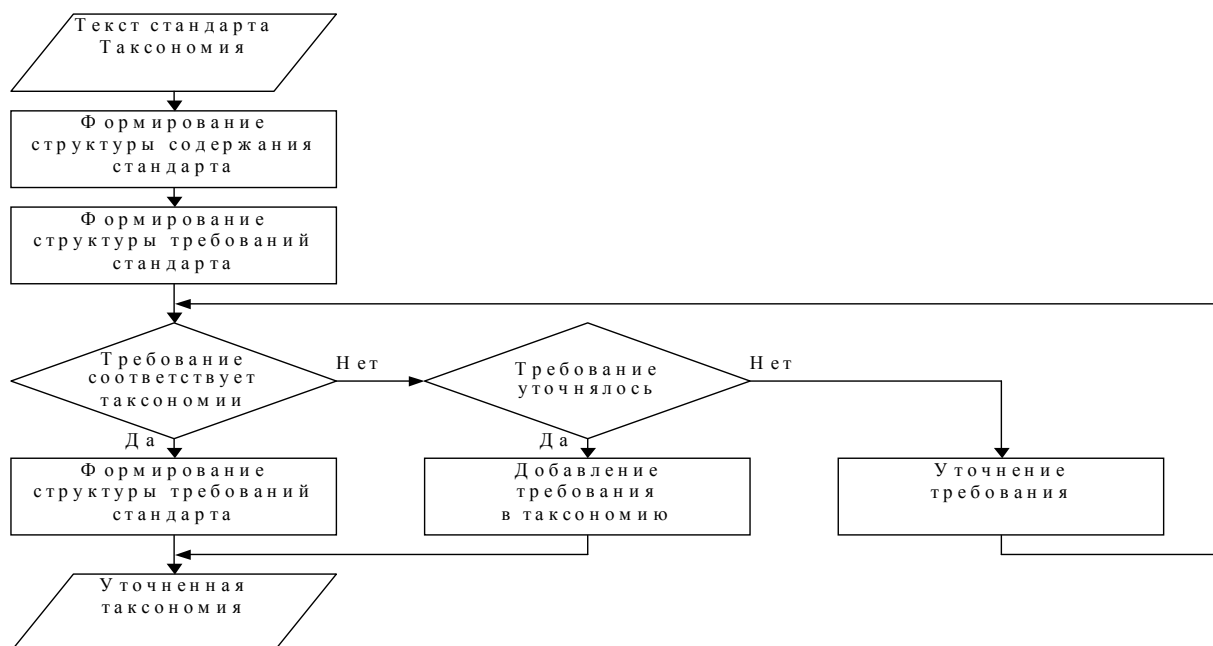 Текст стандарта
Таксономия
Формирование
структуры содержания
стандарта
Формирование
структуры требований
стандарта
Требование
соответствует
таксономии
Нет
Требование
уточнялось
Нет
Да
Да
Формирование
структуры требований
стандарта
Добавление
требования
в таксономию
Уточнение
требования
Уточненная
таксономия